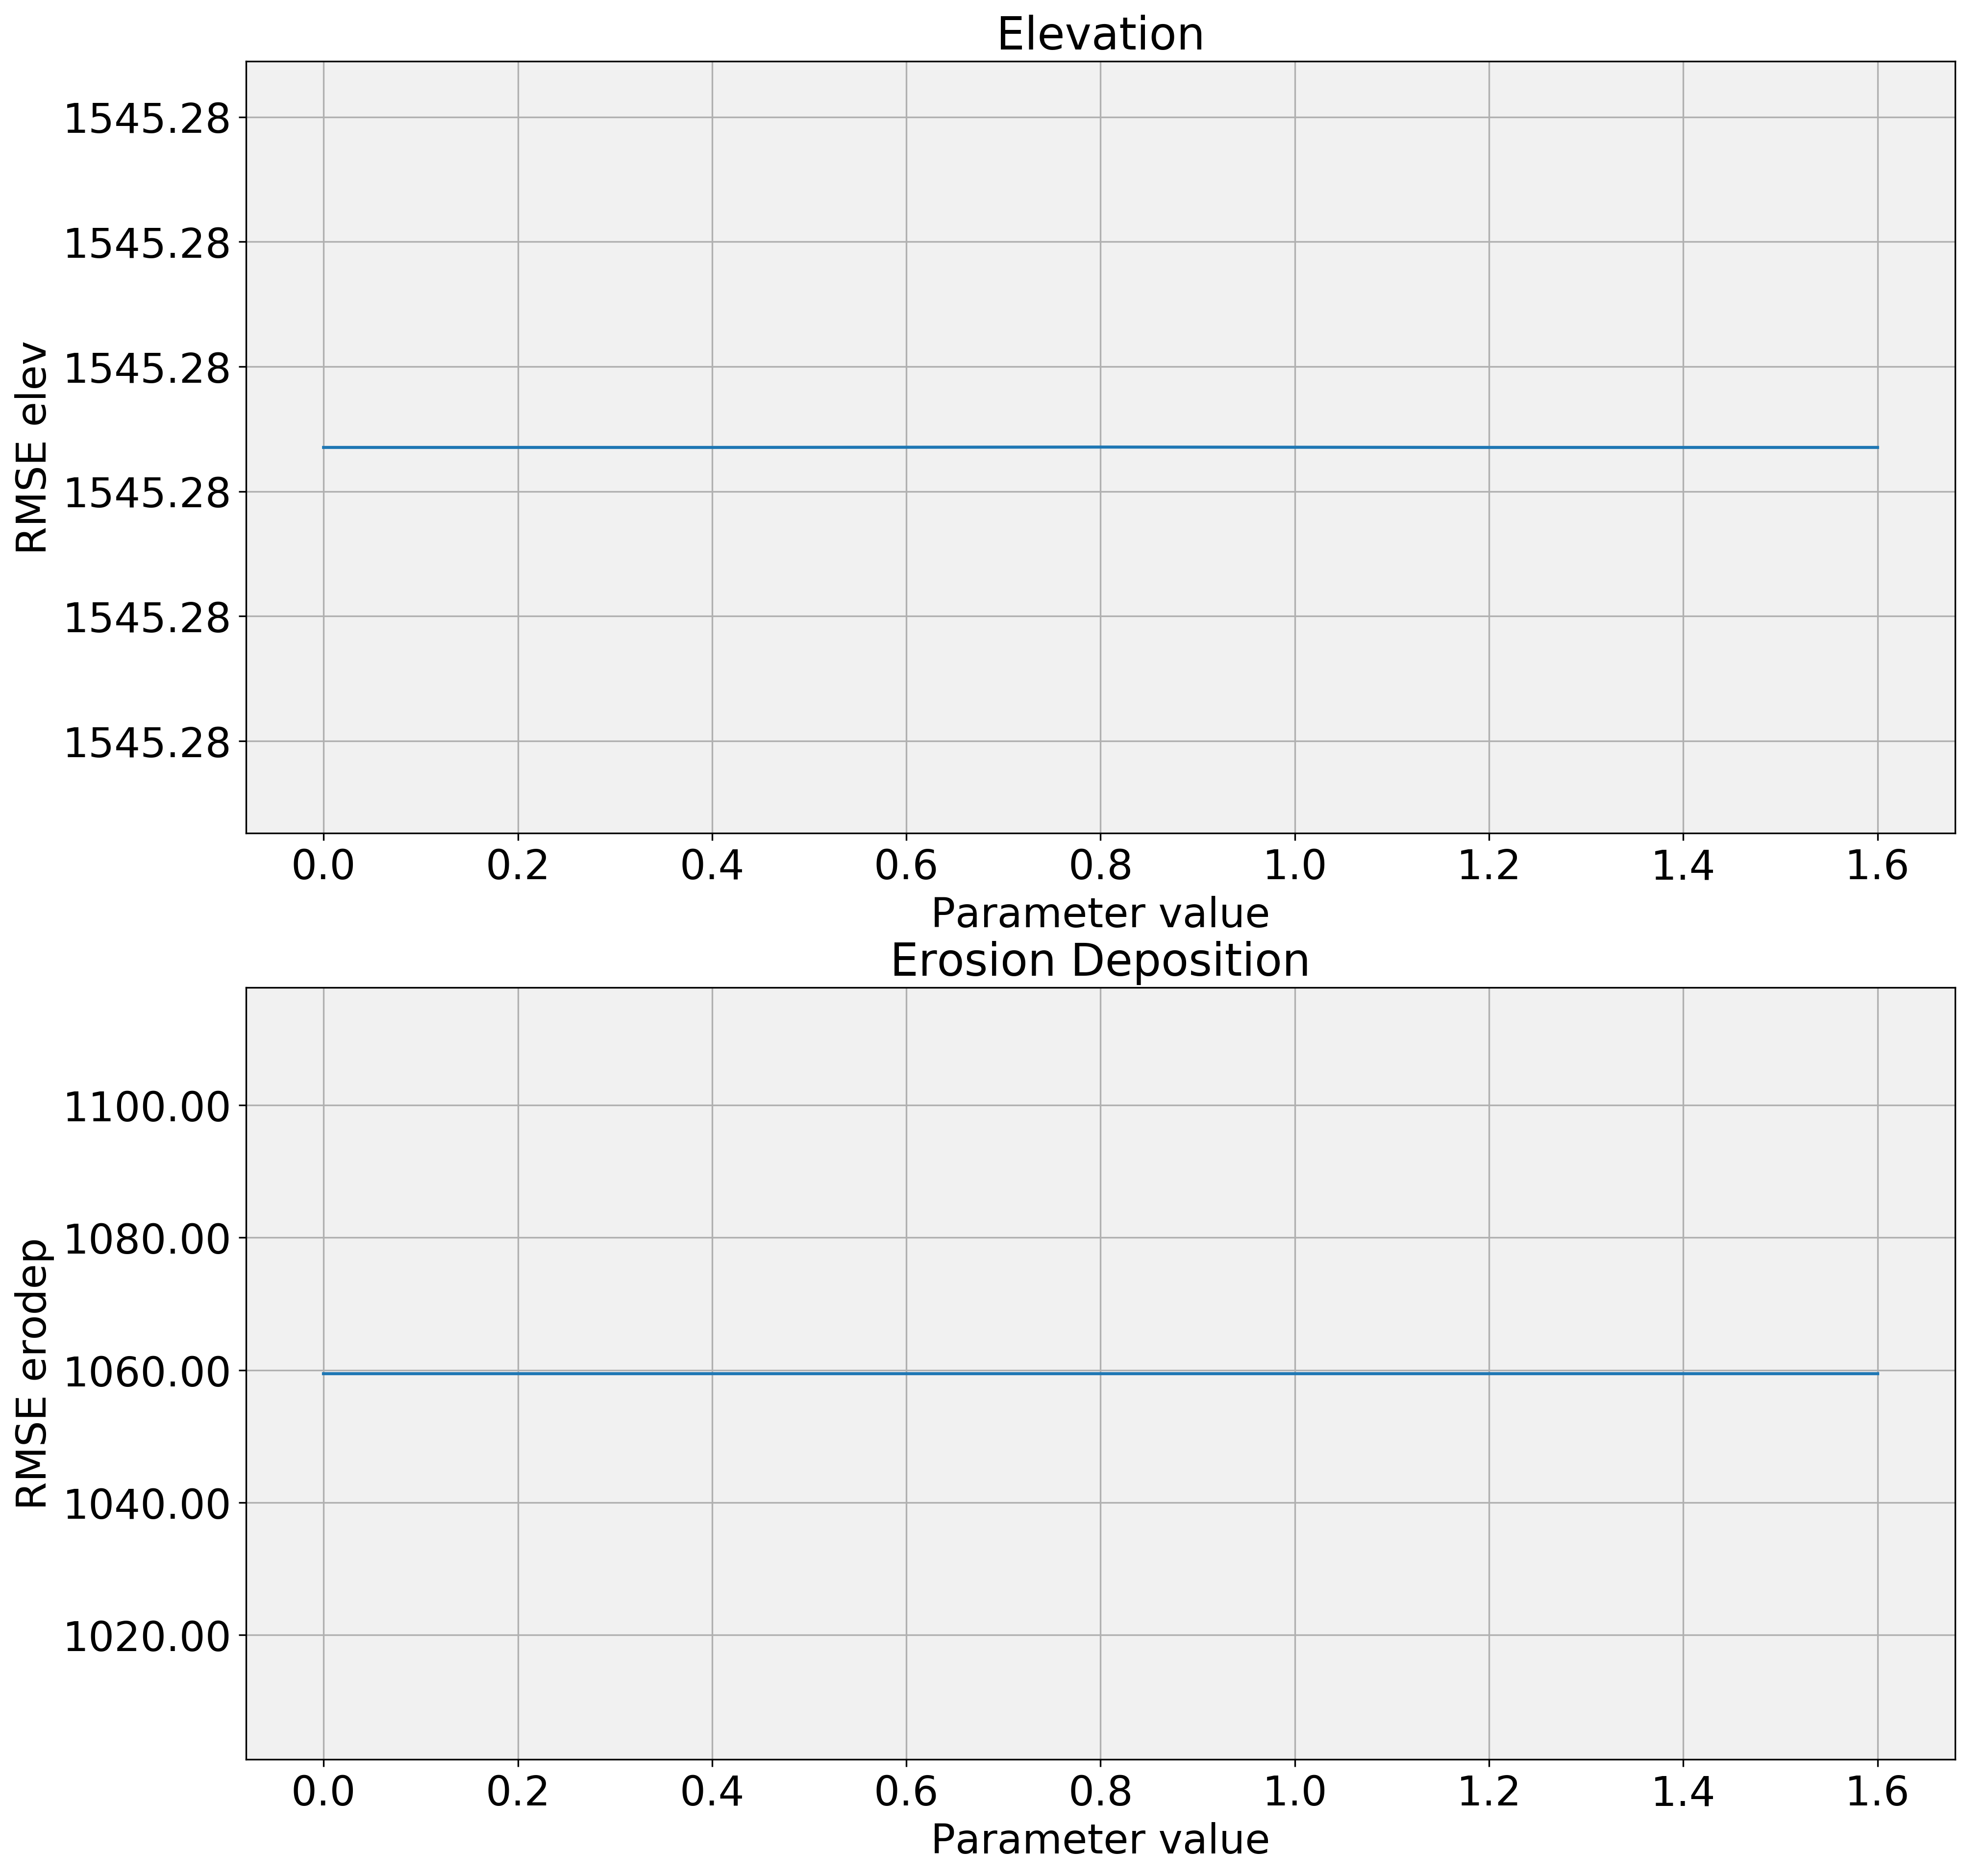 Elevation
RMSE elev
1545.28
1545.28
1545.28
1545.28
1545.28
1545.28
0.0 0.2 0.4 0.6 0.8 1.0 1.2 1.4 1.6
Parameter value
Erosion Deposition
RMSE erodep
1100.00
1080.00
1060.00
1040.00
1020.00
0.0 0.2 0.4 0.6 0.8 1.0 1.2 1.4 1.6
Parameter value